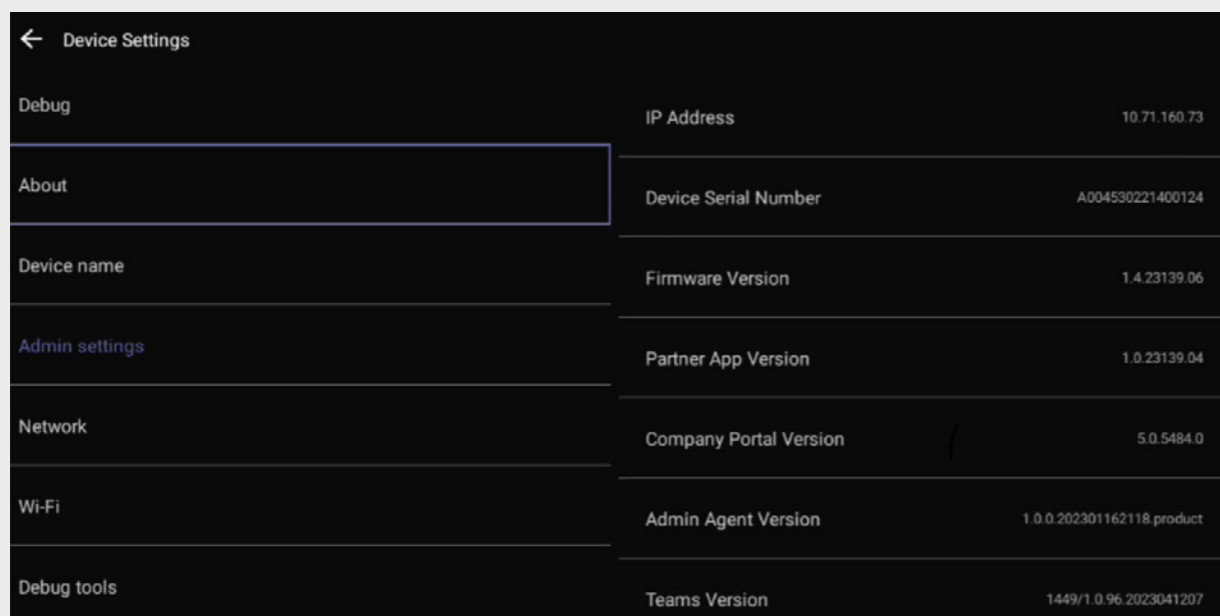 Device Settings
Debug
About
Device name
Admin settings
Network
Wi-Fi
Debug tools
IP Address 10.71.160.73
Device Serial Number A004530221400124
Firmware Version 1.4.23139.06
Partner App Version 1.0.23139.04
Company Portal Version 5.0.5484.0
Admin Agent Version 1.0.0.202301162118.product
Teams Version 1449/1.0.96.2023041207